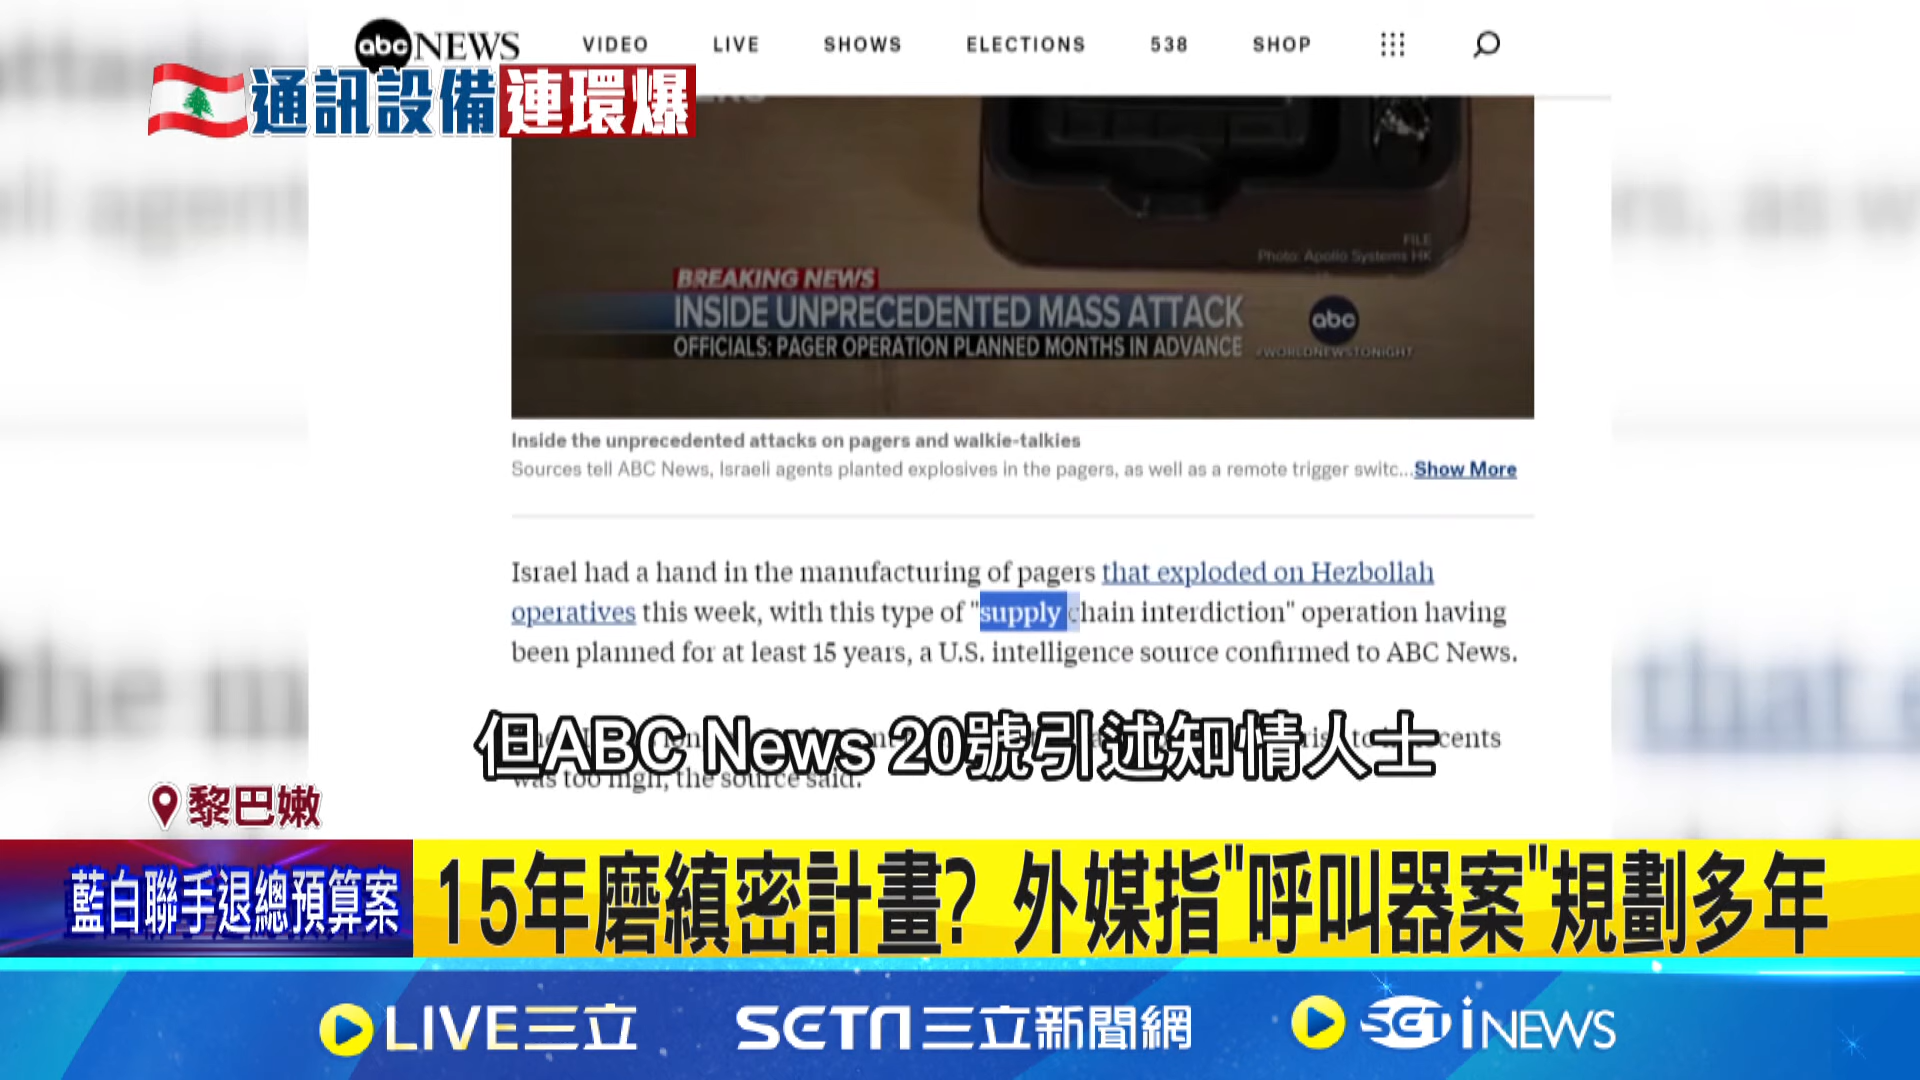 abc NEWS VIDEO LIVE SHOWS ELECTIONS 538 SHOP
通訊設備連環爆
FILE
Photo: Apollo Systems HK
BREAKING NEWS
INSIDE UNPRECEDENTED MASS ATTACK
abc
OFFICIALS: PAGER OPERATION PLANNED MONTHS IN ADVANCE
#WORLDNEWSTONIGHT
Inside the unprecedented attacks on pagers and walkie-talkies
Sources tell ABC News, Israeli agents planted explosives in the pagers, as well as a remote trigger switc...Show More
Israel had a hand in the manufacturing of pagers that exploded on Hezbollah
operatives this week, with this type of "supply chain interdiction" operation having
been planned for at least 15 years, a U.S. intelligence source confirmed to ABC News.
但ABC News 20號引述知情人士
was too high, the source said.
黎巴嫩
藍白聯手退總預算案
15年磨縝密計畫? 外媒指"呼叫器案"規劃多年
LIVE三立 SETN三立新聞網 SETiNEWS